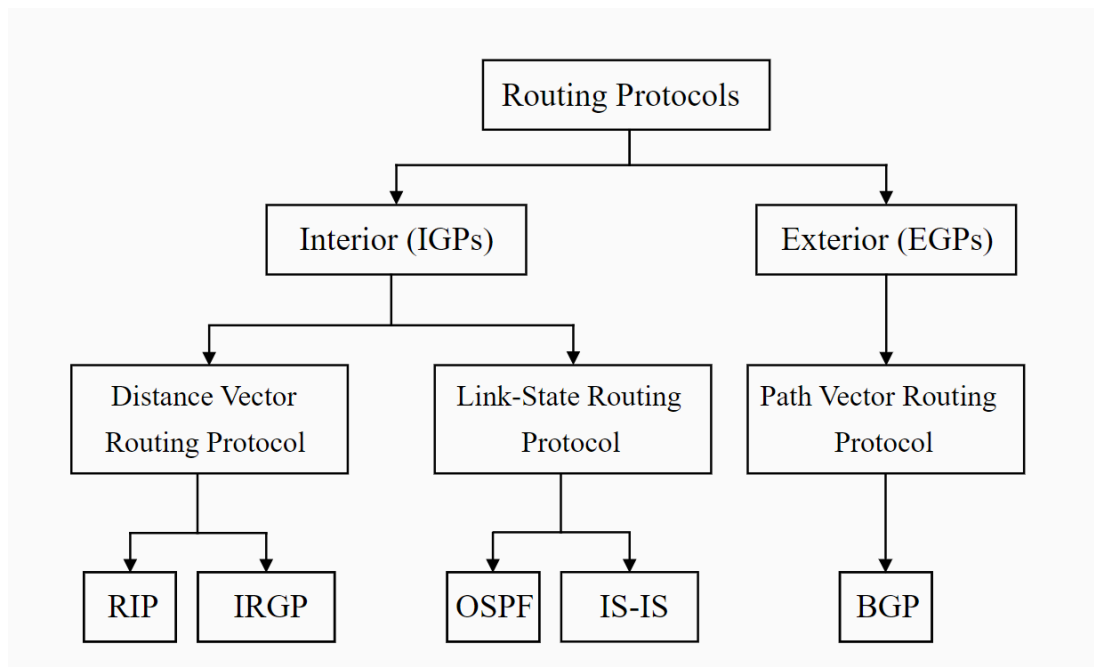 Routing Protocols
Interior (IGPs)
Exterior (EGPs)
Distance Vector
Routing Protocol
Link-State Routing
Protocol
Path Vector Routing
Protocol
RIP
IRGP
OSPF
IS-IS
BGP